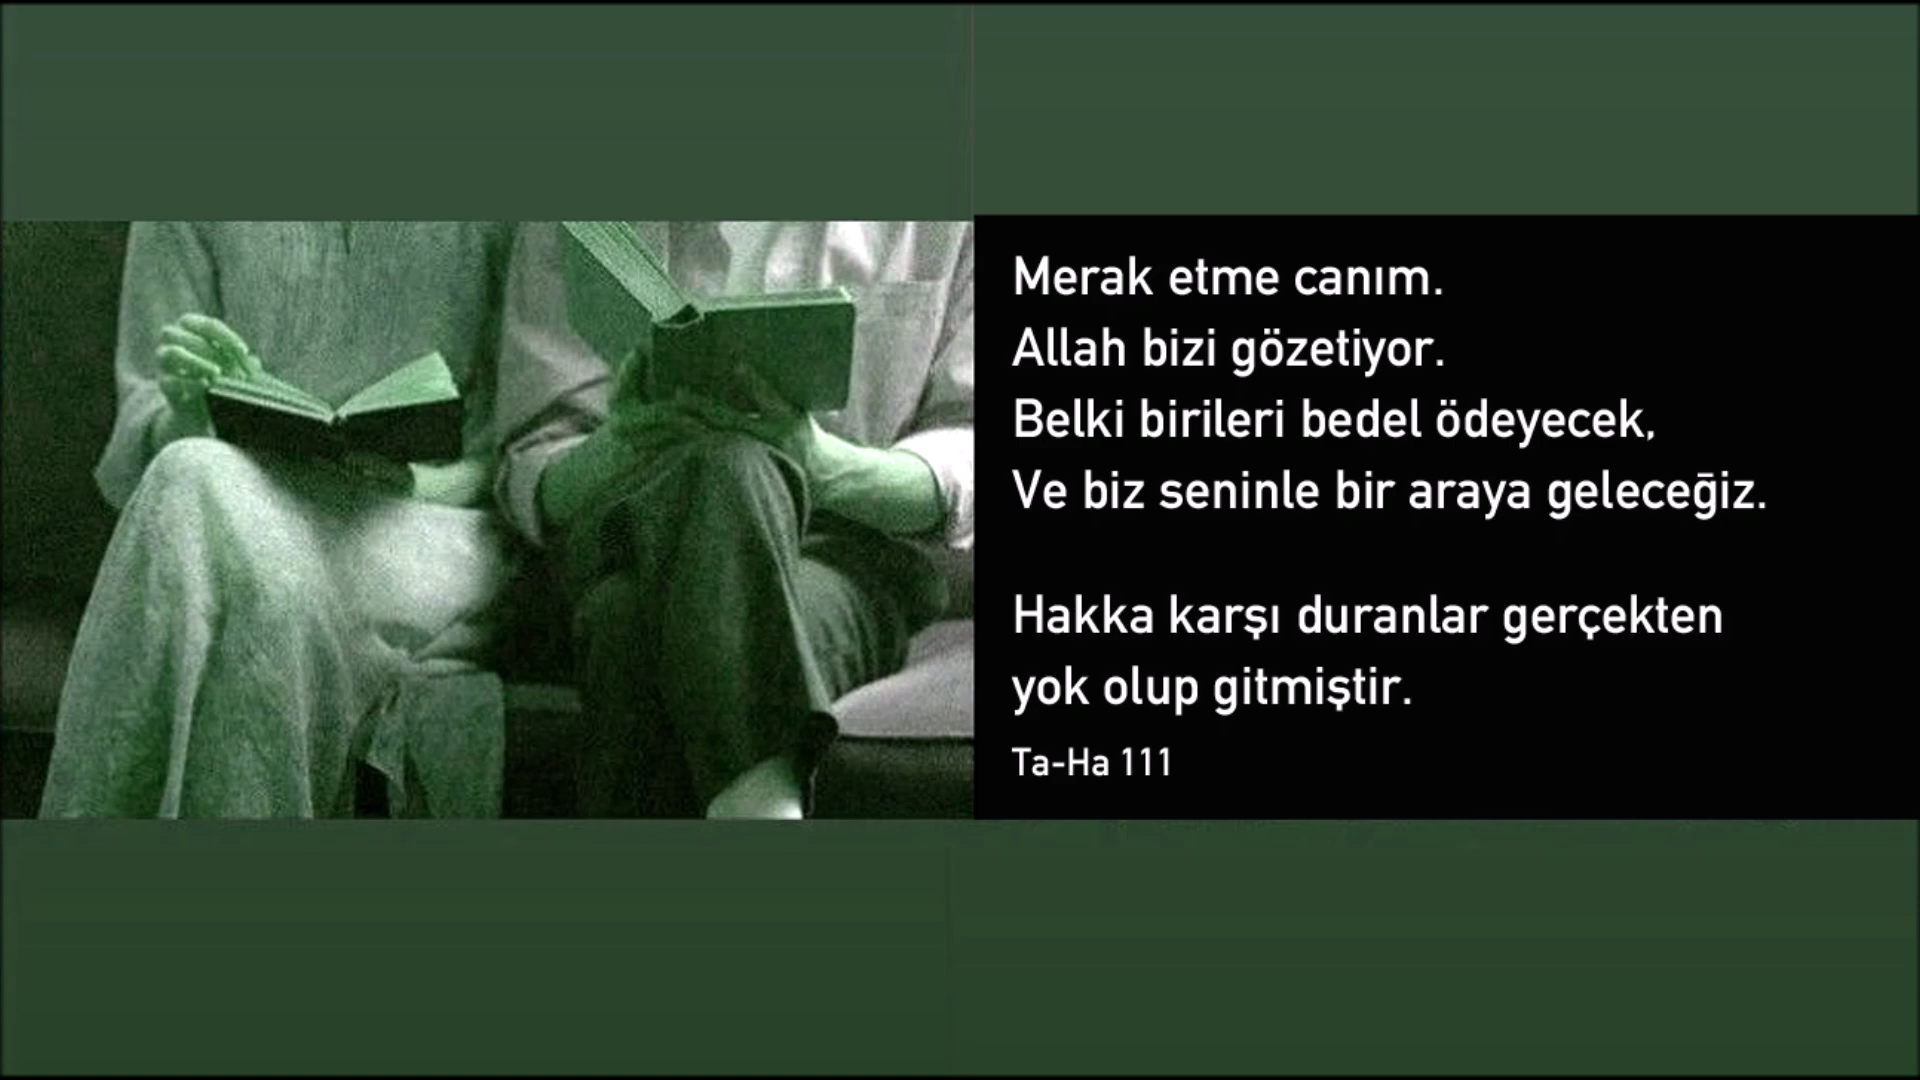 Merak etme canım.
Allah bizi gözetiyor.
Belki birileri bedel ödeyecek,
Ve biz seninle bir araya geleceğiz.
Hakka karşı duranlar gerçekten
yok olup gitmiştir.
Ta-Ha 111